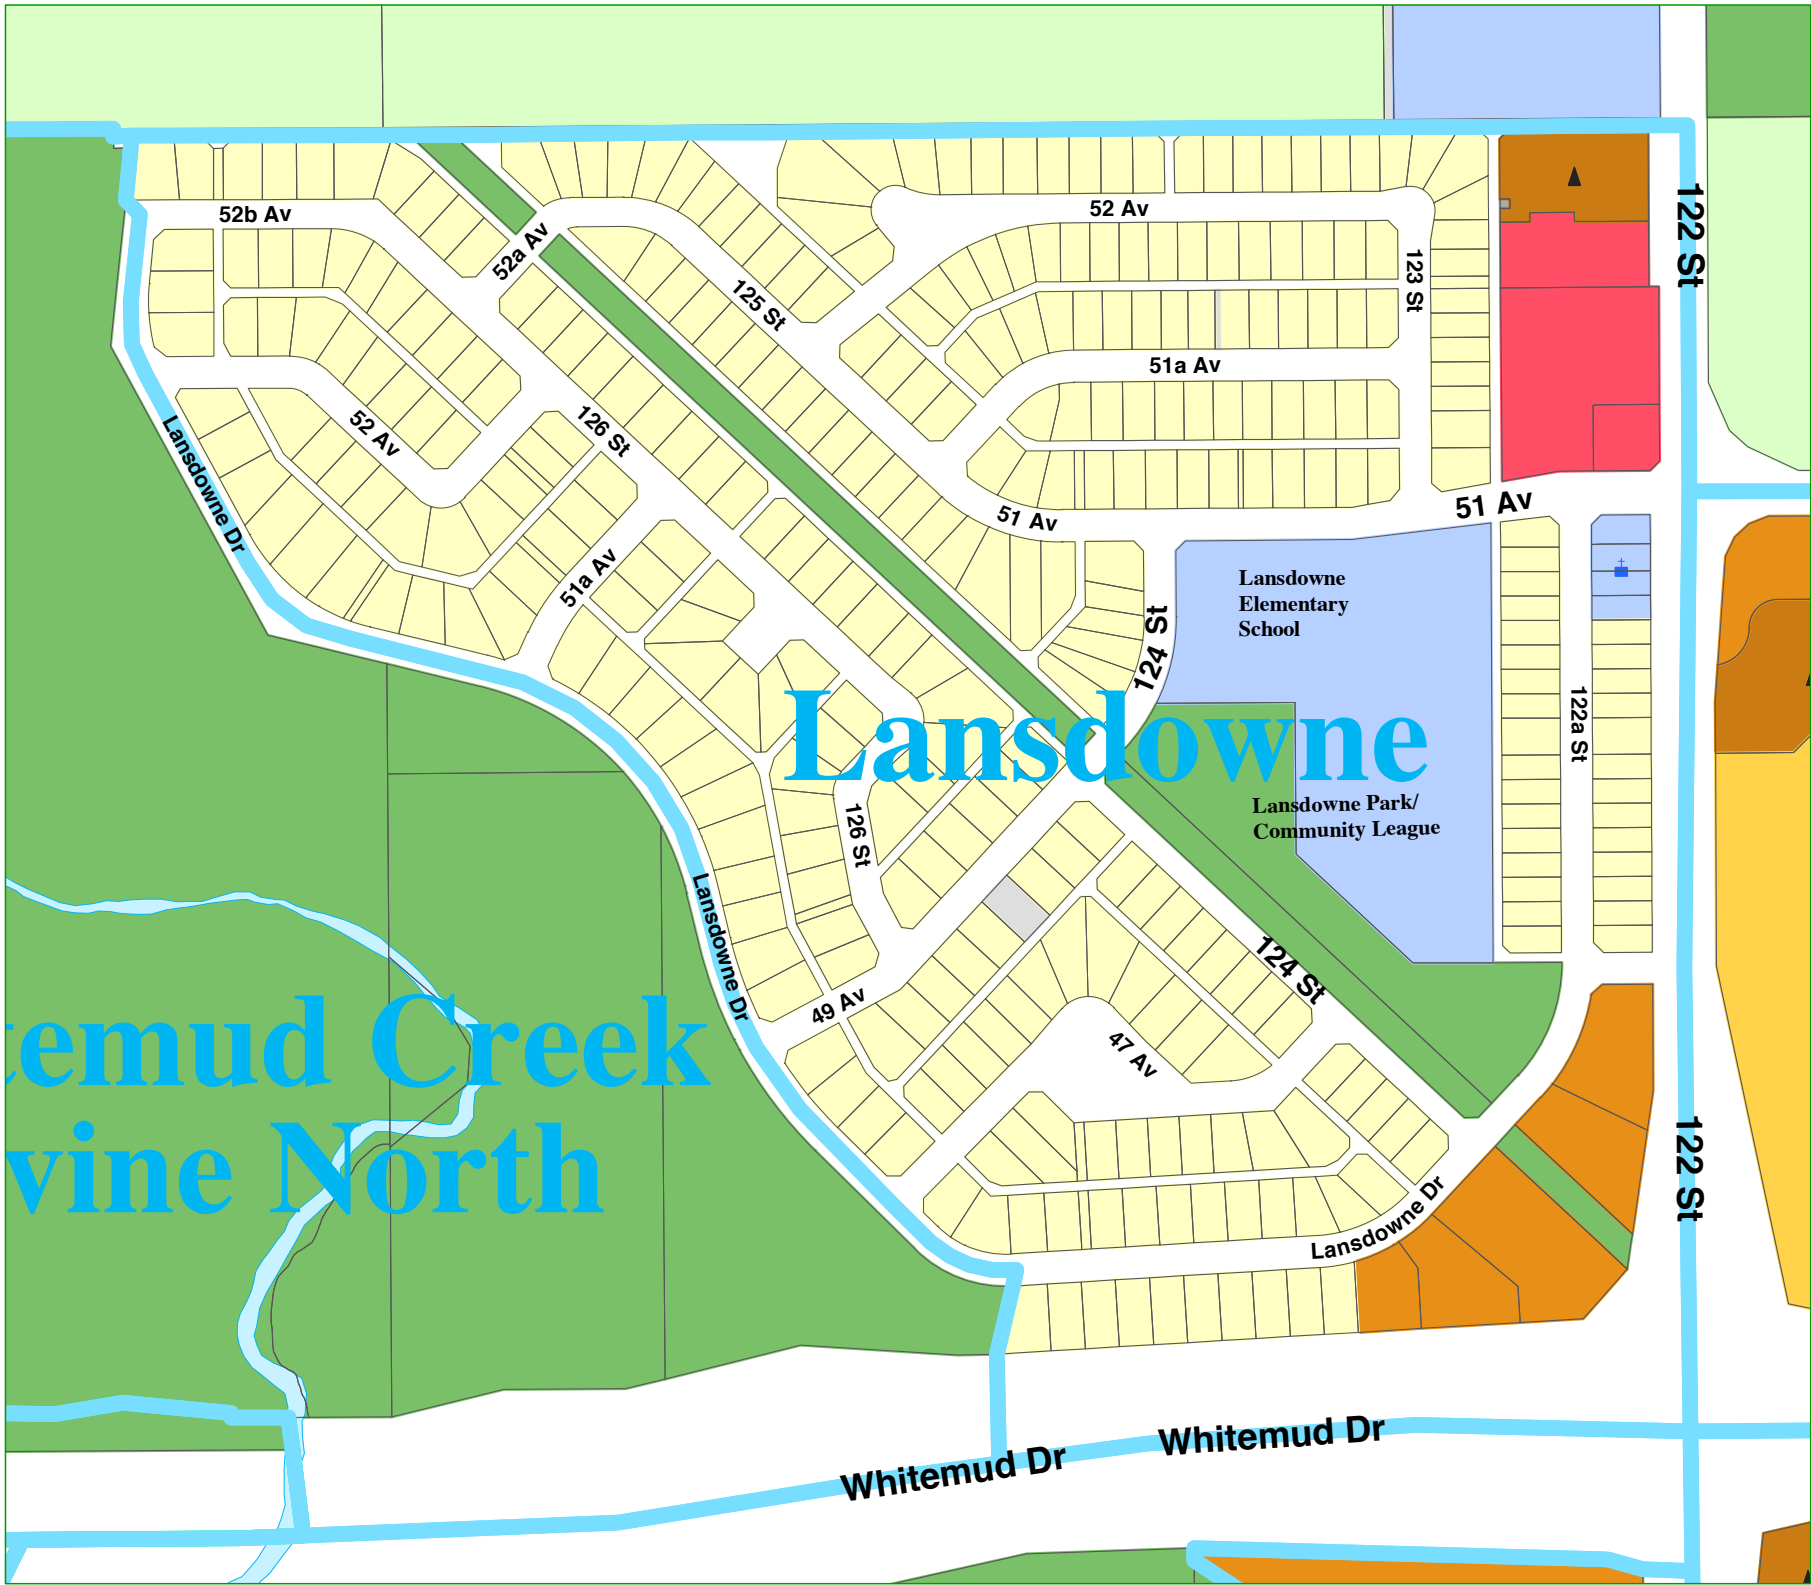 52b Av
52a Av
52 Av
122 St
125 St
123 St
51a Av
52 Av
126 St
Lansdowne Dr
51 Av
51 Av
51a Av
Lansdowne
Elementary
School
124 St
Lansdowne
122a St
Lansdowne Park/
Community League
126 St
Lansdowne Dr
124 St
49 Av
temud Creek
47 Av
vine North
122 St
Lansdowne Dr
Whitemud Dr
Whitemud Dr